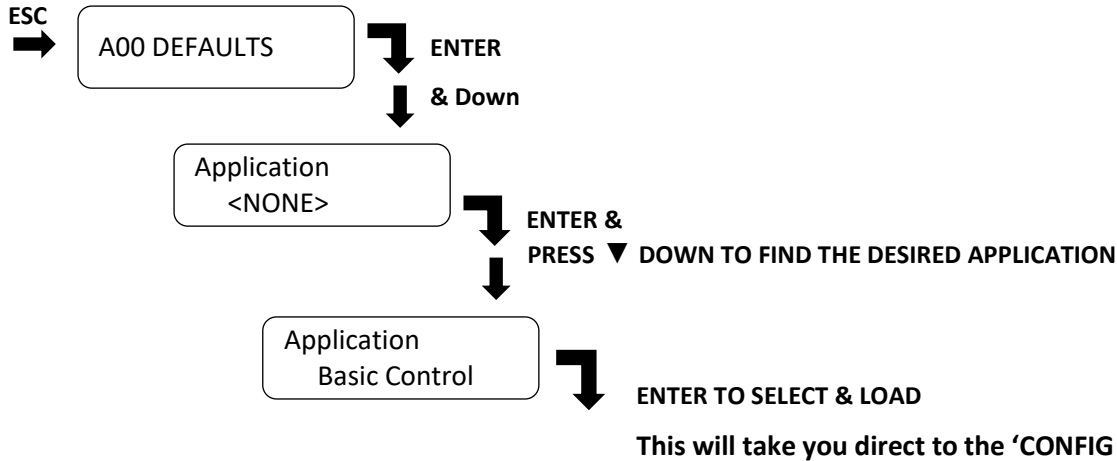 ESC
A00 DEFAULTS
ENTER
& Down
Application
<NONE>
ENTER &
PRESS ▼ DOWN TO FIND THE DESIRED APPLICATION
Application
Basic Control
ENTER TO SELECT & LOAD
This will take you direct to the ‘CONFIG